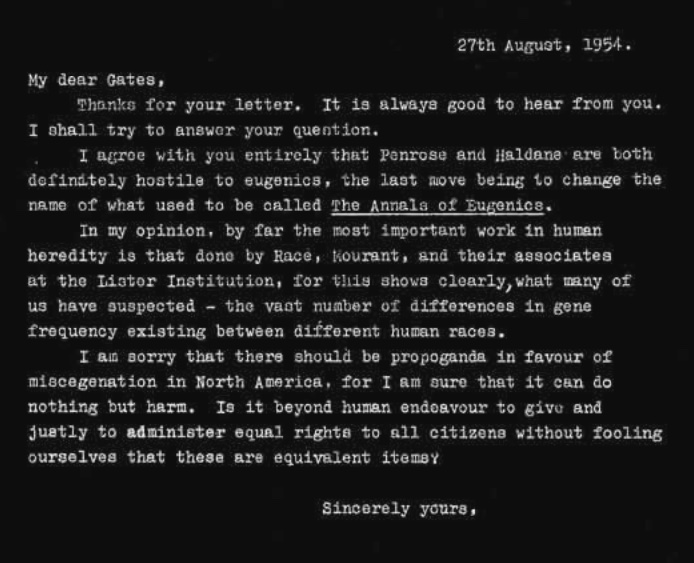 27th August, 1954.
My dear Gates,
Thanks for your letter. It is always good to hear from you.
I shall try to answer your question.
I agree with you entirely that Penrose and Haldane are both
definitely hostile to eugenics, the last move being to change the
name of what used to be called The Annals of Eugenics.
In my opinion, by far the most important work in human
heredity is that done by Race, Mourant, and their associates
at the Lister Institution, for this shows clearly, what many of
us have suspected - the vast number of differences in gene
frequency existing between different human races.
I am sorry that there should be propoganda in favour of
miscegenation in North America, for I am sure that it can do
nothing but harm. Is it beyond human endeavour to give and
justly to administer equal rights to all citizens without fooling
ourselves that these are equivalent items?
Sincerely yours,